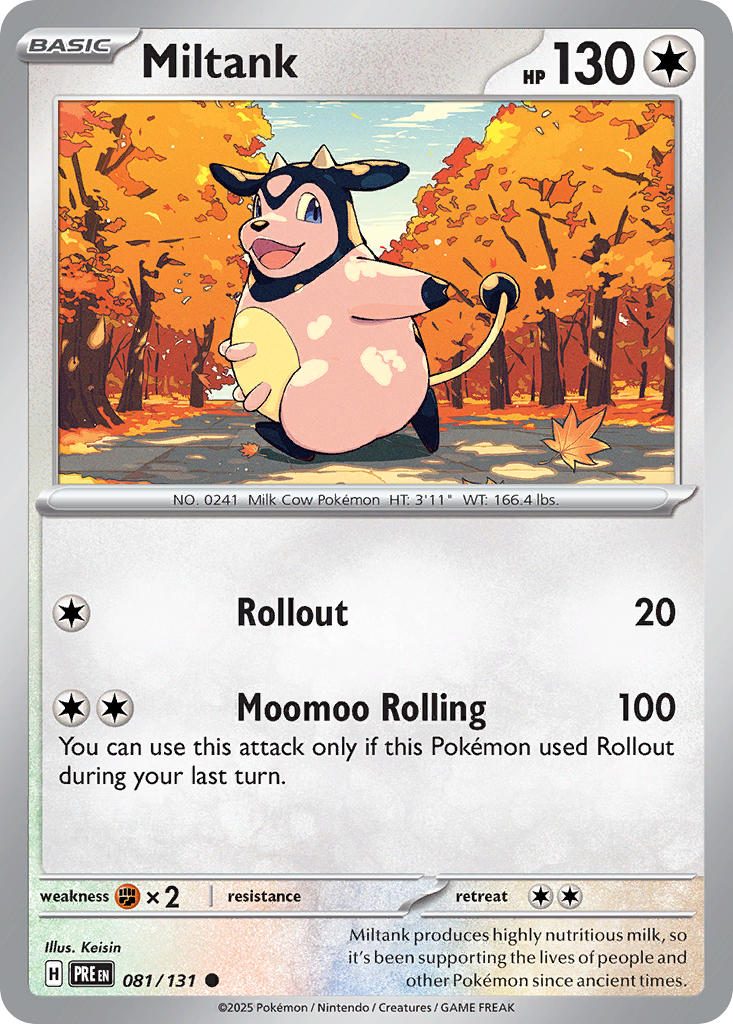 BASIC
Miltank
HP 130
NO. 0241 Milk Cow Pokémon HT: 3'11" WT: 166.4 lbs.
Rollout 20
Moomoo Rolling 100
You can use this attack only if this Pokémon used Rollout
during your last turn.
weakness ×2 resistance retreat
Illus. Keisin
Miltank produces highly nutritious milk, so
it's been supporting the lives of people and
other Pokémon since ancient times.
H PRE EN 081/131
©2025 Pokémon / Nintendo / Creatures / GAME FREAK